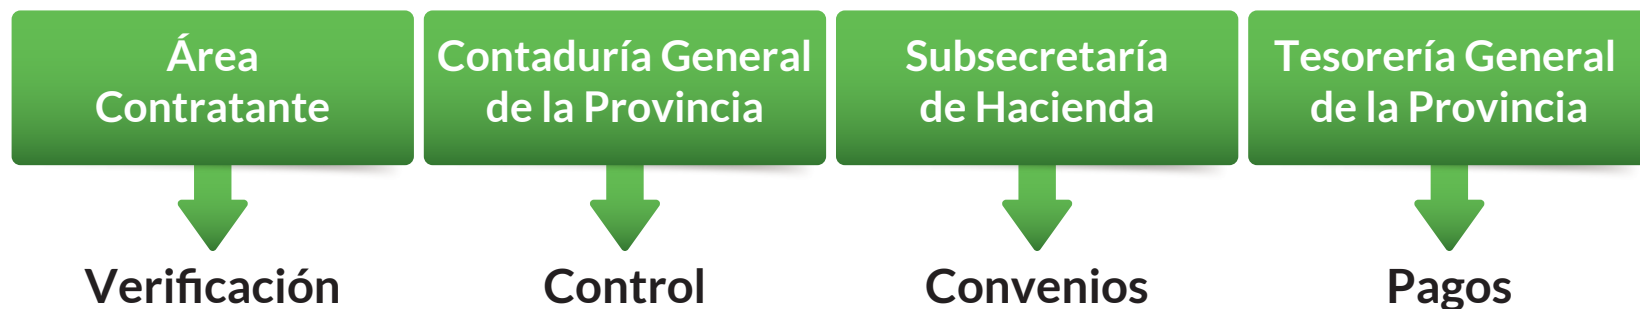 Área
Contratante
Contaduría General
de la Provincia
Subsecretaría
de Hacienda
Tesorería General
de la Provincia
Verificación
Control
Convenios
Pagos